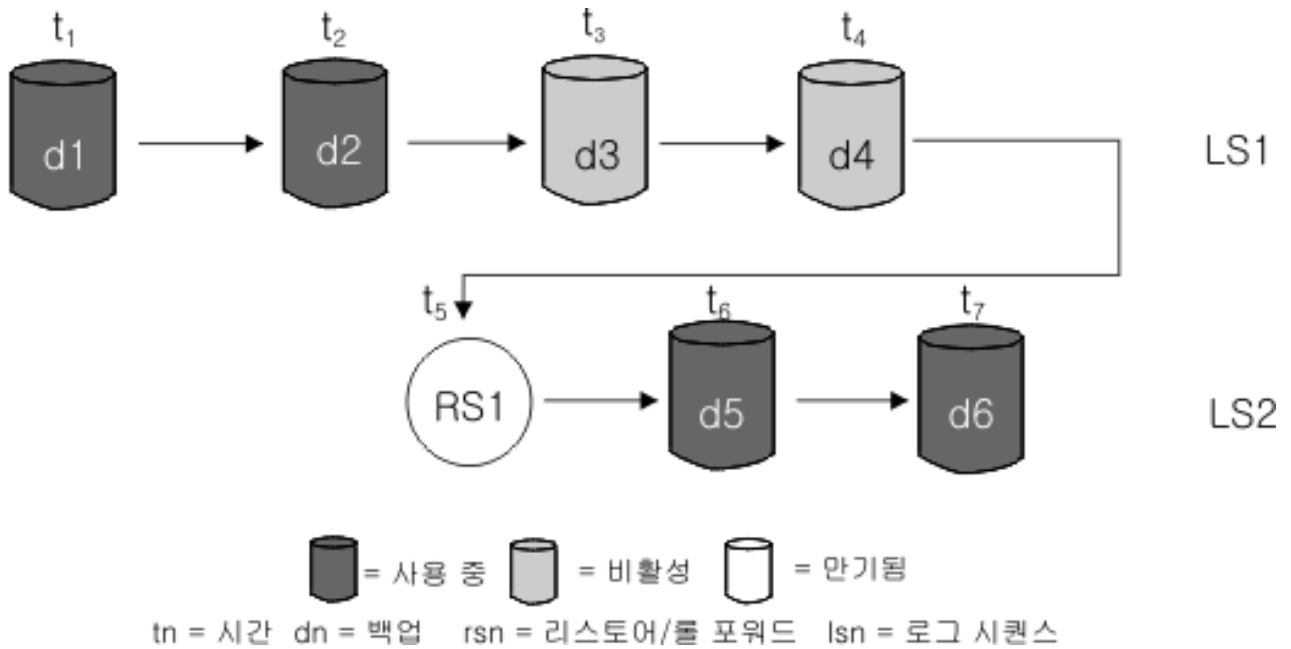 t₁ t₂ t₃ t₄
d1 d2 d3 d4 LS1
t₅ t₆ t₇
RS1 d5 d6 LS2
= 사용 중 = 비활성 = 만기됨
tn = 시간 dn = 백업 rsn = 리스토어/롤 포워드 lsn = 로그 시퀀스